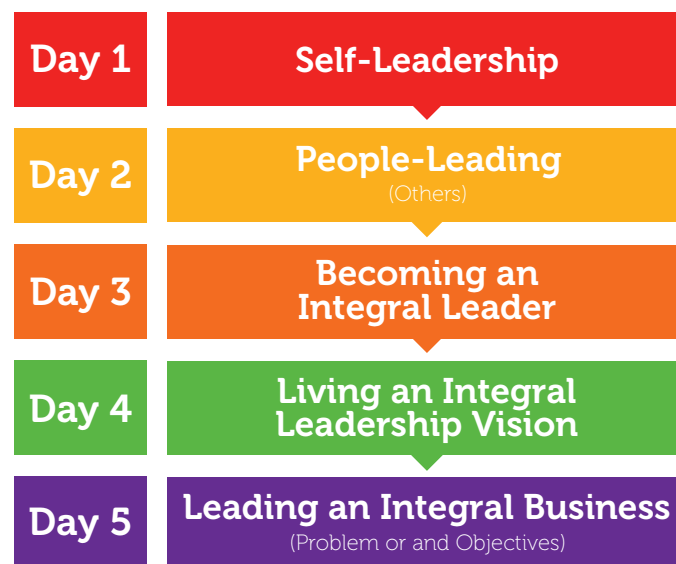 Day 1
Self-Leadership
Day 2
People-Leading
(Others)
Day 3
Becoming an
Integral Leader
Day 4
Living an Integral
Leadership Vision
Day 5
Leading an Integral Business
(Problem or and Objectives)